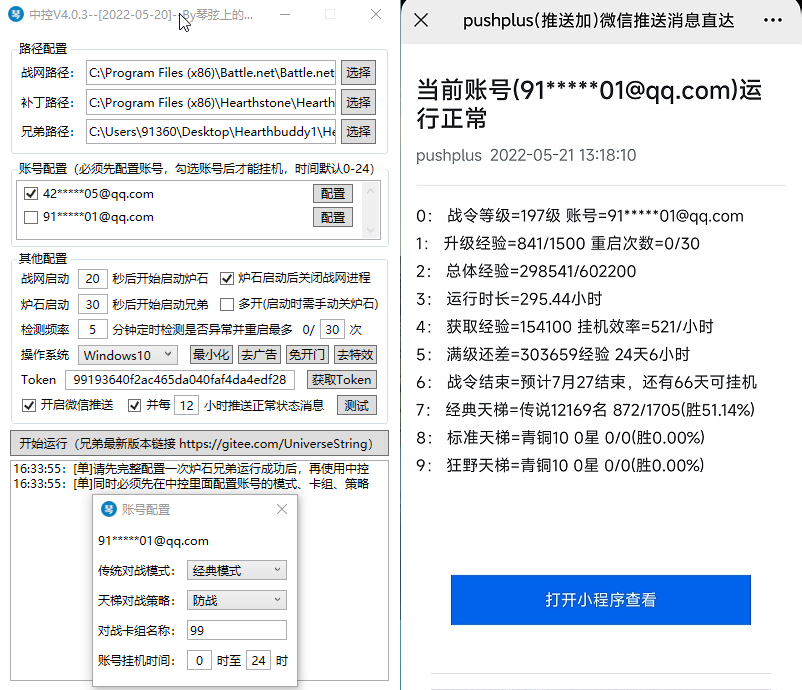 琴 中控V4.0.3--[2022-05-20]--By琴弦上的...
路径配置
战网路径： C:\Program Files (x86)\Battle.net\Battle.net 选择
补丁路径： C:\Program Files (x86)\Hearthstone\Hearth 选择
兄弟路径： C:\Users\91360\Desktop\Hearthbuddy1\He 选择
账号配置（必须先配置账号，勾选账号后才能挂机，时间默认0-24）
42*****05@qq.com 配置
91*****01@qq.com 配置
其他配置
战网启动 20 秒后开始启动炉石 炉石启动后关闭战网进程
炉石启动 30 秒后开始启动兄弟 多开(启动时需手动关炉石)
检测频率 5 分钟定时检测是否异常并重启最多 0/ 30 次
操作系统 Windows10 最小化 去广告 免开门 去特效
Token 99193640f2ac465da040faf4da4edf28 获取Token
开启微信推送 并每 12 小时推送正常状态消息 测试
开始运行（兄弟最新版本链接 https://gitee.com/UniverseString）
16:33:55：[单]请先完整配置一次炉石兄弟运行成功后，再使用中控
16:33:55：[单]同时必须先在中控里面配置账号的模式、卡组、策略
琴 账号配置
91*****01@qq.com
传统对战模式： 经典模式
天梯对战策略： 防战
对战卡组名称： 99
账号挂机时间： 0 时至 24 时
pushplus(推送加)微信推送消息直达
当前账号(91*****01@qq.com)运
行正常
pushplus 2022-05-21 13:18:10
0： 战令等级=197级 账号=91*****01@qq.com
1： 升级经验=841/1500 重启次数=0/30
2： 总体经验=298541/602200
3： 运行时长=295.44小时
4： 获取经验=154100 挂机效率=521/小时
5： 满级还差=303659经验 24天6小时
6： 战令结束=预计7月27结束，还有66天可挂机
7： 经典天梯=传说12169名 872/1705(胜51.14%)
8： 标准天梯=青铜10 0星 0/0(胜0.00%)
9： 狂野天梯=青铜10 0星 0/0(胜0.00%)
打开小程序查看